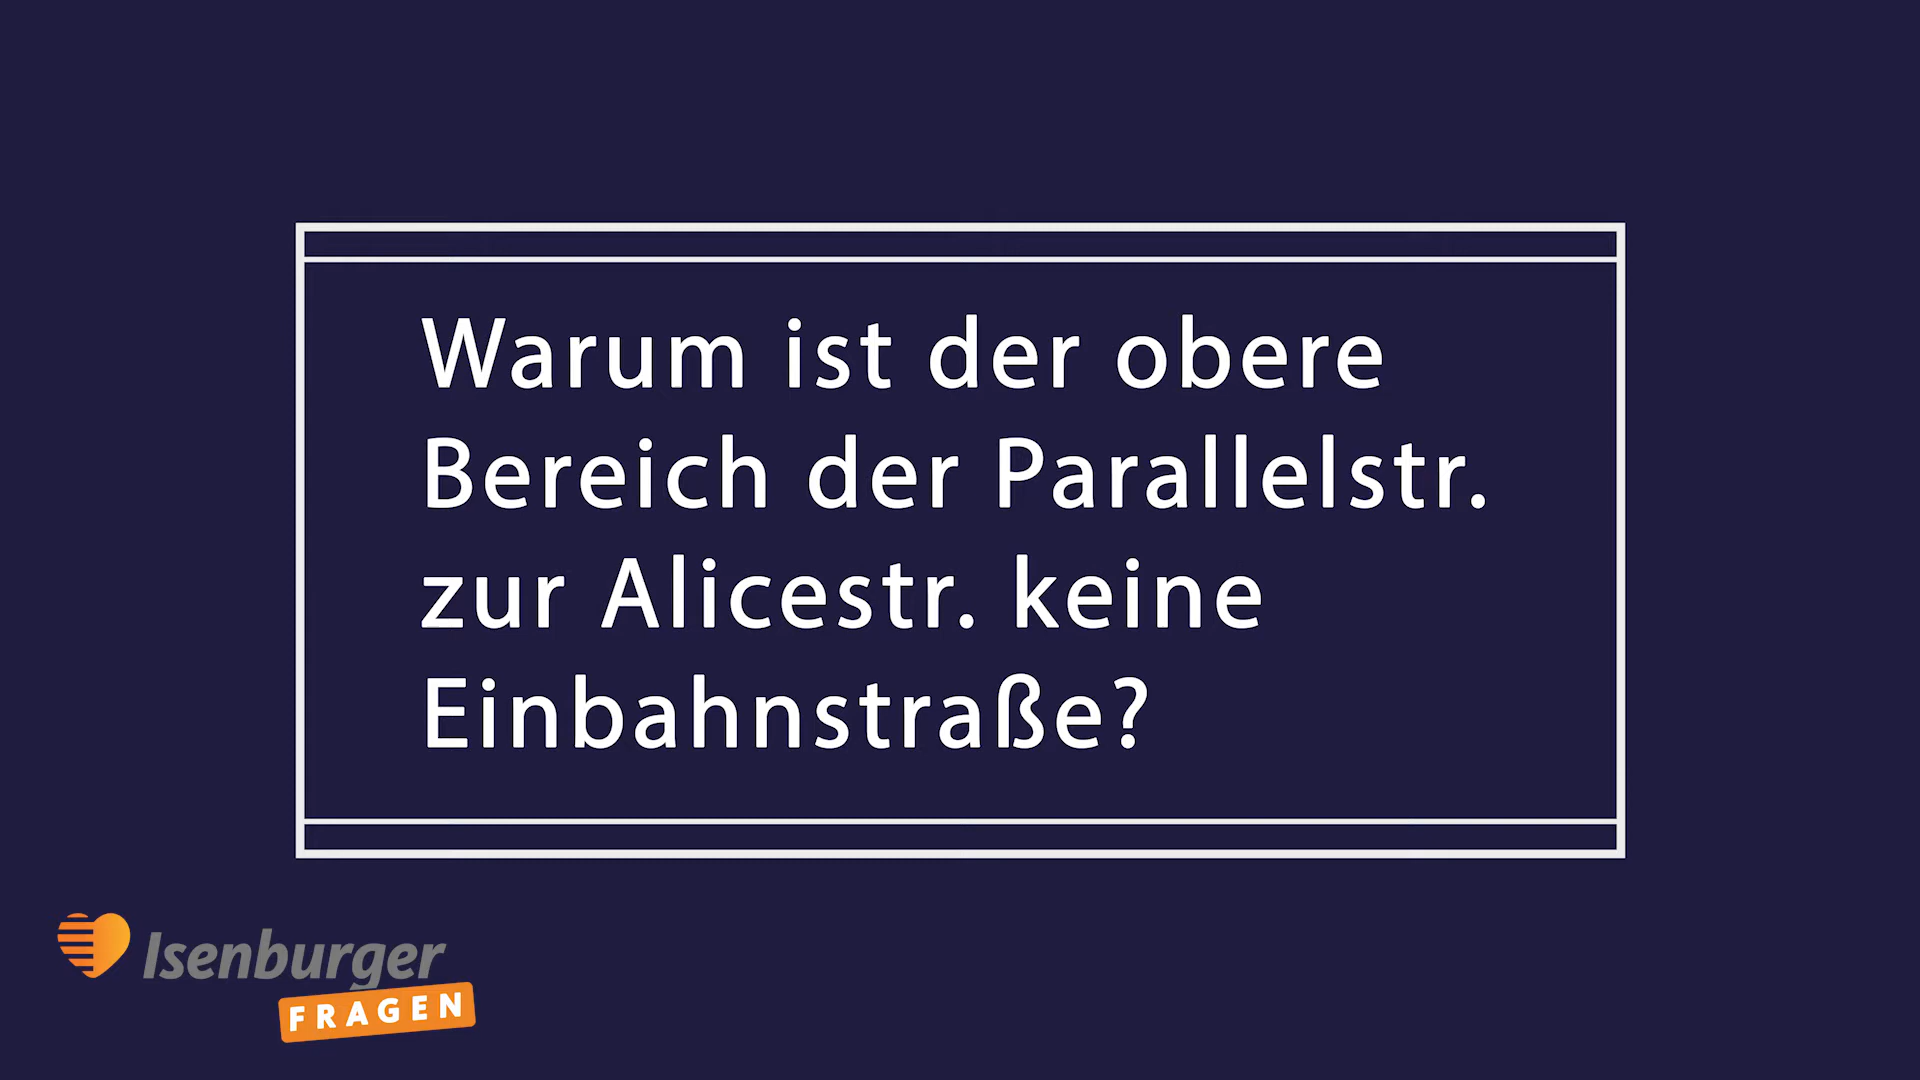 Warum ist der obere
Bereich der Parallelstr.
zur Alicestr. keine
Einbahnstraße?
Isenburger
FRAGEN